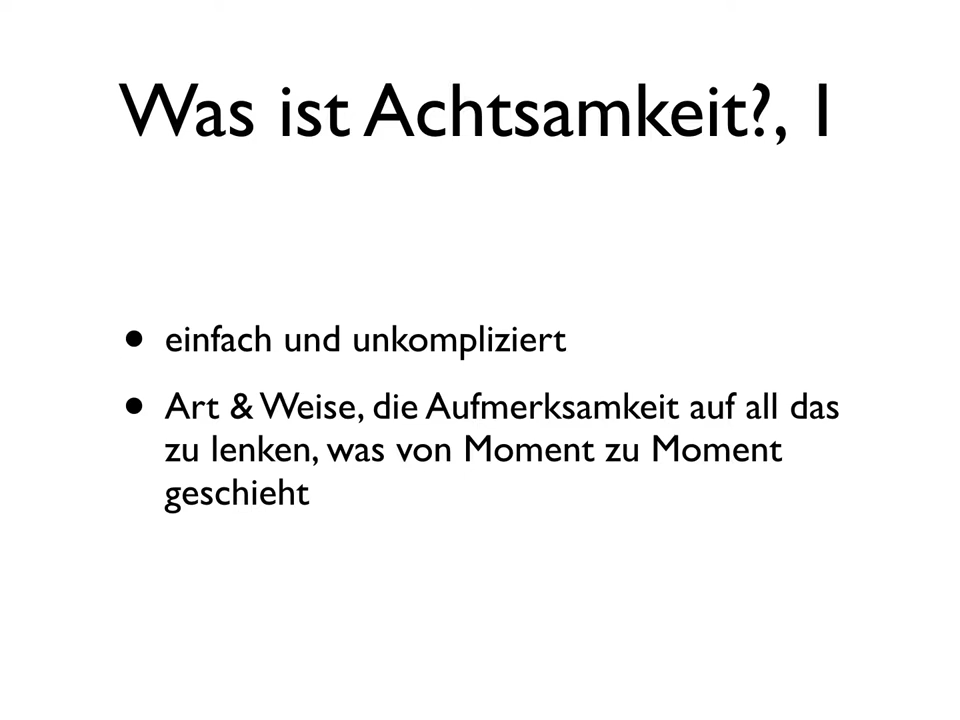 Was ist Achtsamkeit?, 1
• einfach und unkompliziert
• Art & Weise, die Aufmerksamkeit auf all das
zu lenken, was von Moment zu Moment
geschieht